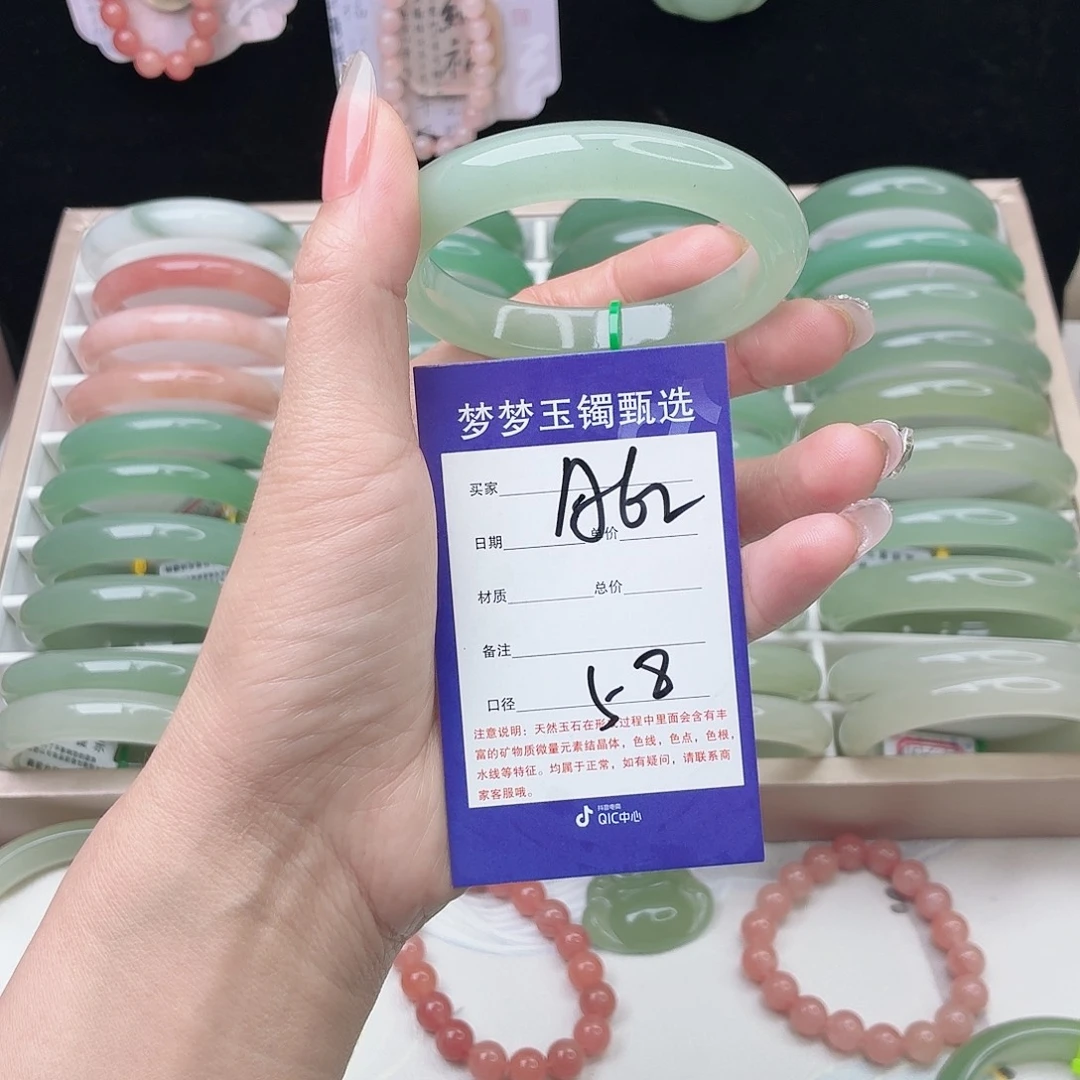 梦梦玉镯甄选
买家 A62
日期 单价
材质 总价
备注
口径 58
注意说明：天然玉石在形成过程中里面会含有丰
富的矿物质微量元素结晶体，色线，色点，色根，
水线等特征。均属于正常，如有疑问，请联系商
家客服哦。
抖音电商
QIC中心